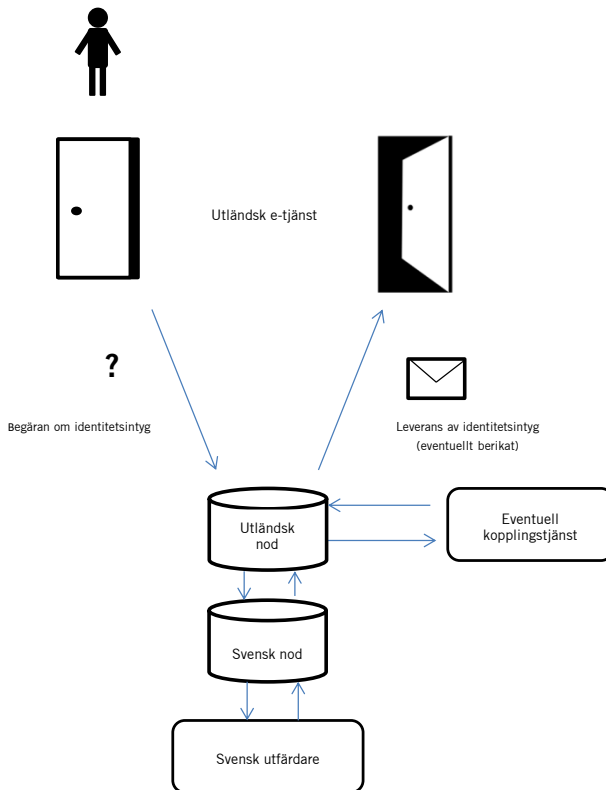 Utländsk e-tjänst
?
Begäran om identitetsintyg
Leverans av identitetsintyg
(eventuellt berikat)
Utländsk
nod
Eventuell
kopplingstjänst
Svensk nod
Svensk utfärdare